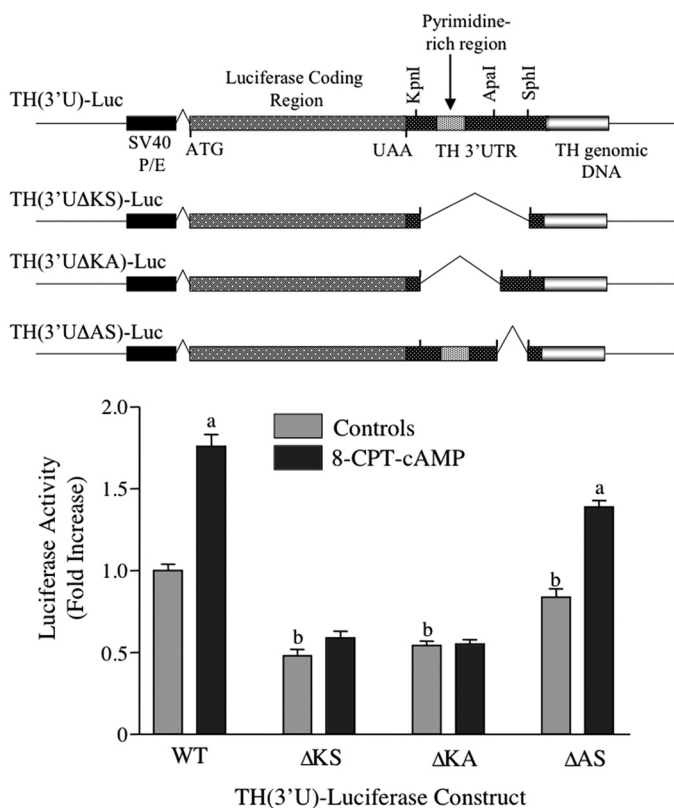 Pyrimidine-
rich region
Luciferase Coding
Region
KpnI
ApaI
SphI
TH(3'U)-Luc
SV40
P/E
ATG
UAA
TH 3'UTR
TH genomic
DNA
TH(3'UΔKS)-Luc
TH(3'UΔKA)-Luc
TH(3'UΔAS)-Luc
Luciferase Activity
(Fold Increase)
2.0
1.5
1.0
0.5
0
Controls
8-CPT-cAMP
a
b
b
b
a
WT
ΔKS
ΔKA
ΔAS
TH(3'U)-Luciferase Construct